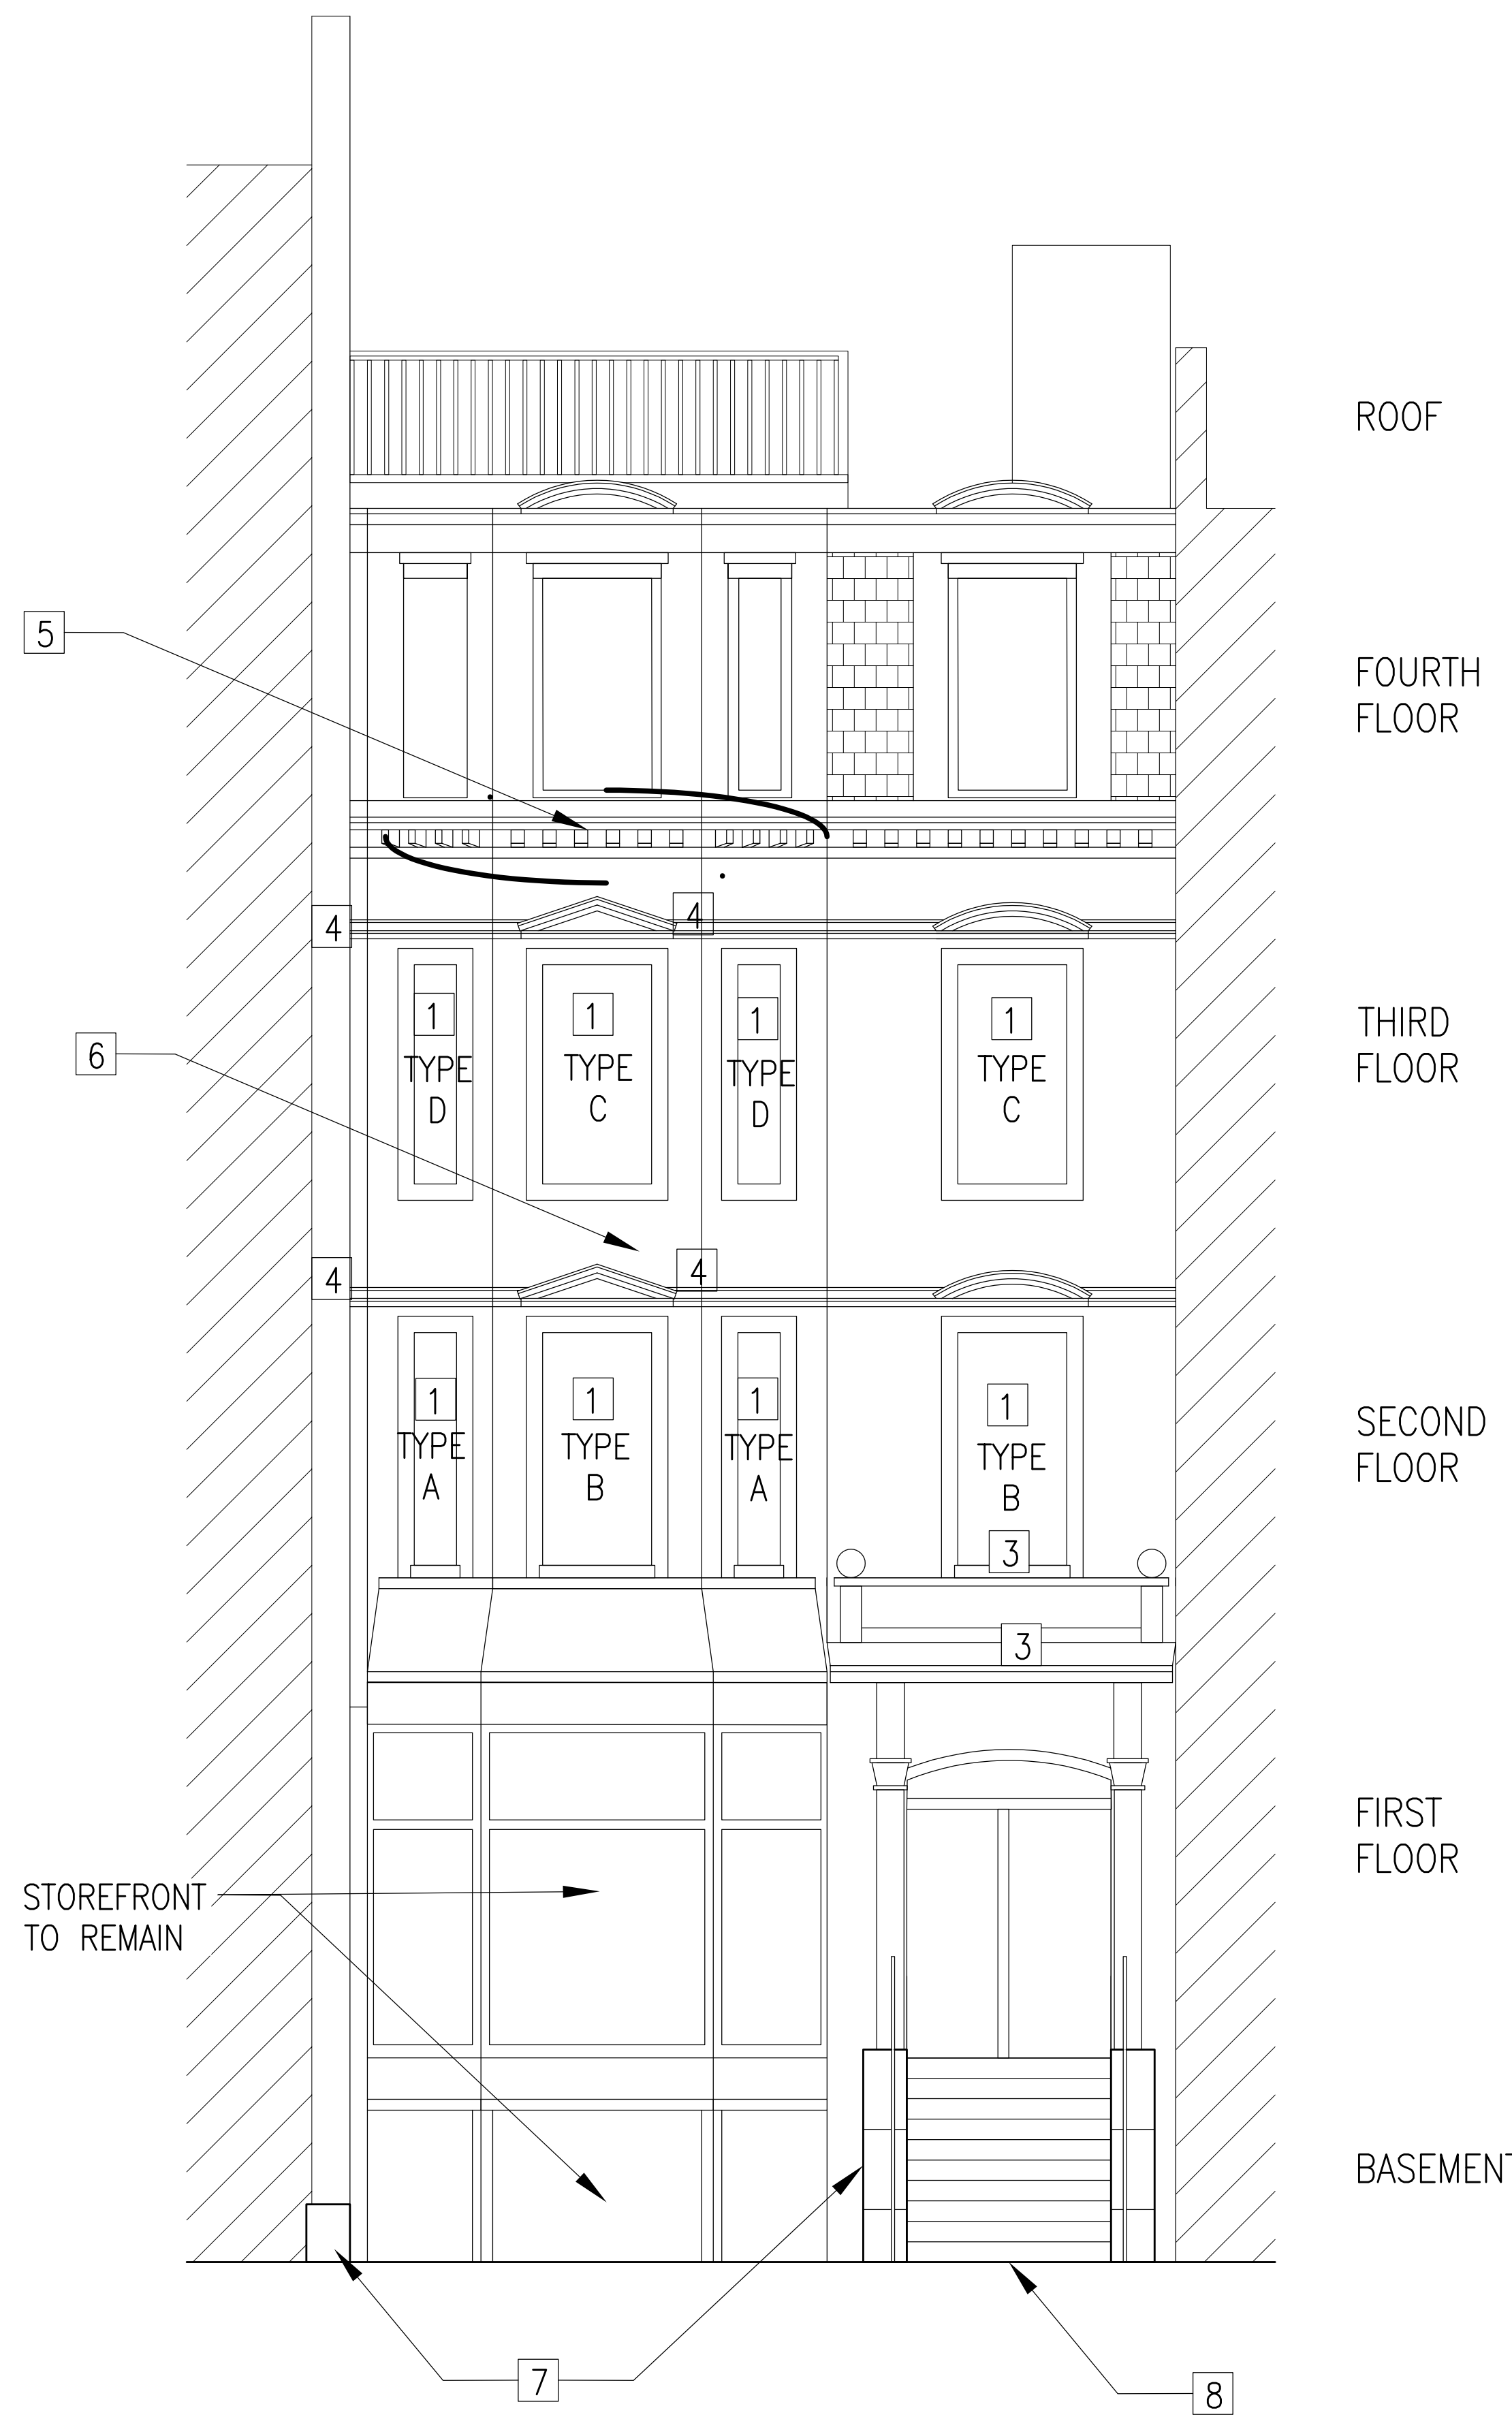 ROOF
5
FOURTH
FLOOR
4
4
1
TYPE
D
1
TYPE
C
1
TYPE
D
1
TYPE
C
THIRD
FLOOR
6
4
4
1
TYPE
A
1
TYPE
B
1
TYPE
A
1
TYPE
B
SECOND
FLOOR
3
3
FIRST
FLOOR
STOREFRONT
TO REMAIN
BASEMENT
7
8